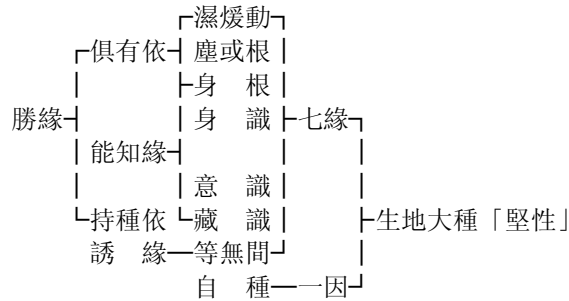 濕煖動
俱有依 塵或根
身 根
勝緣 身 識 七緣
能知緣
意 識
持種依 藏 識 生地大種「堅性」
誘 緣 等無間
自 種 一因